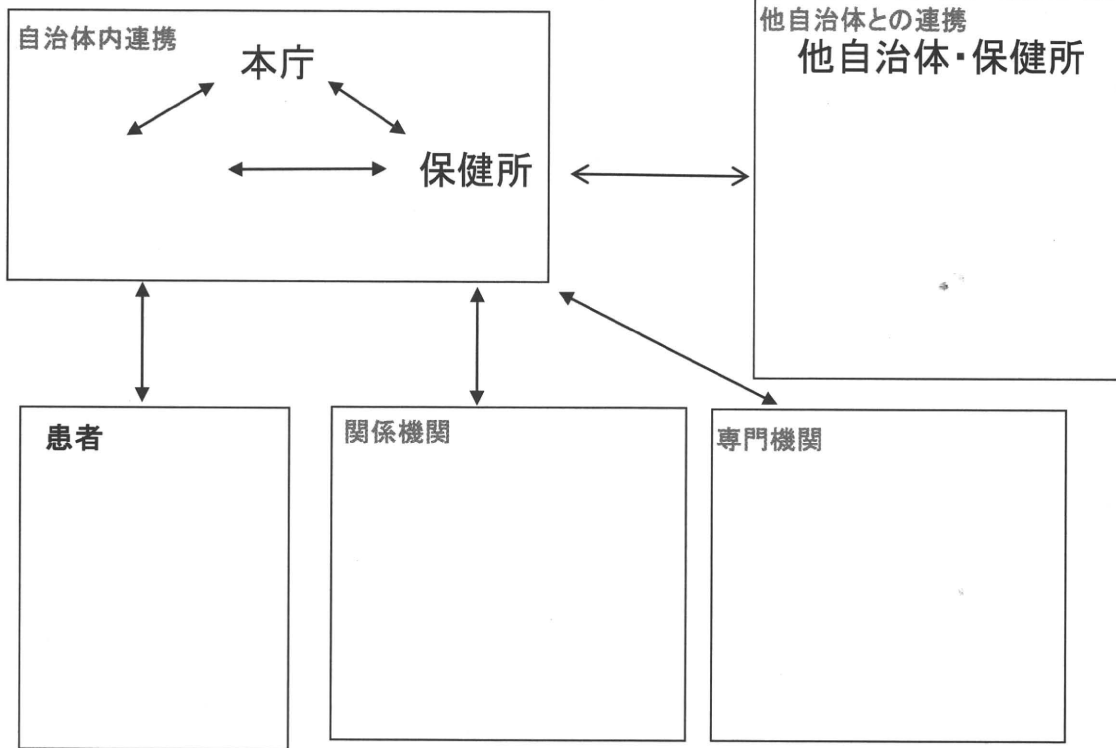 自治体内連携
本庁
保健所
他自治体との連携
他自治体・保健所
患者
関係機関
専門機関